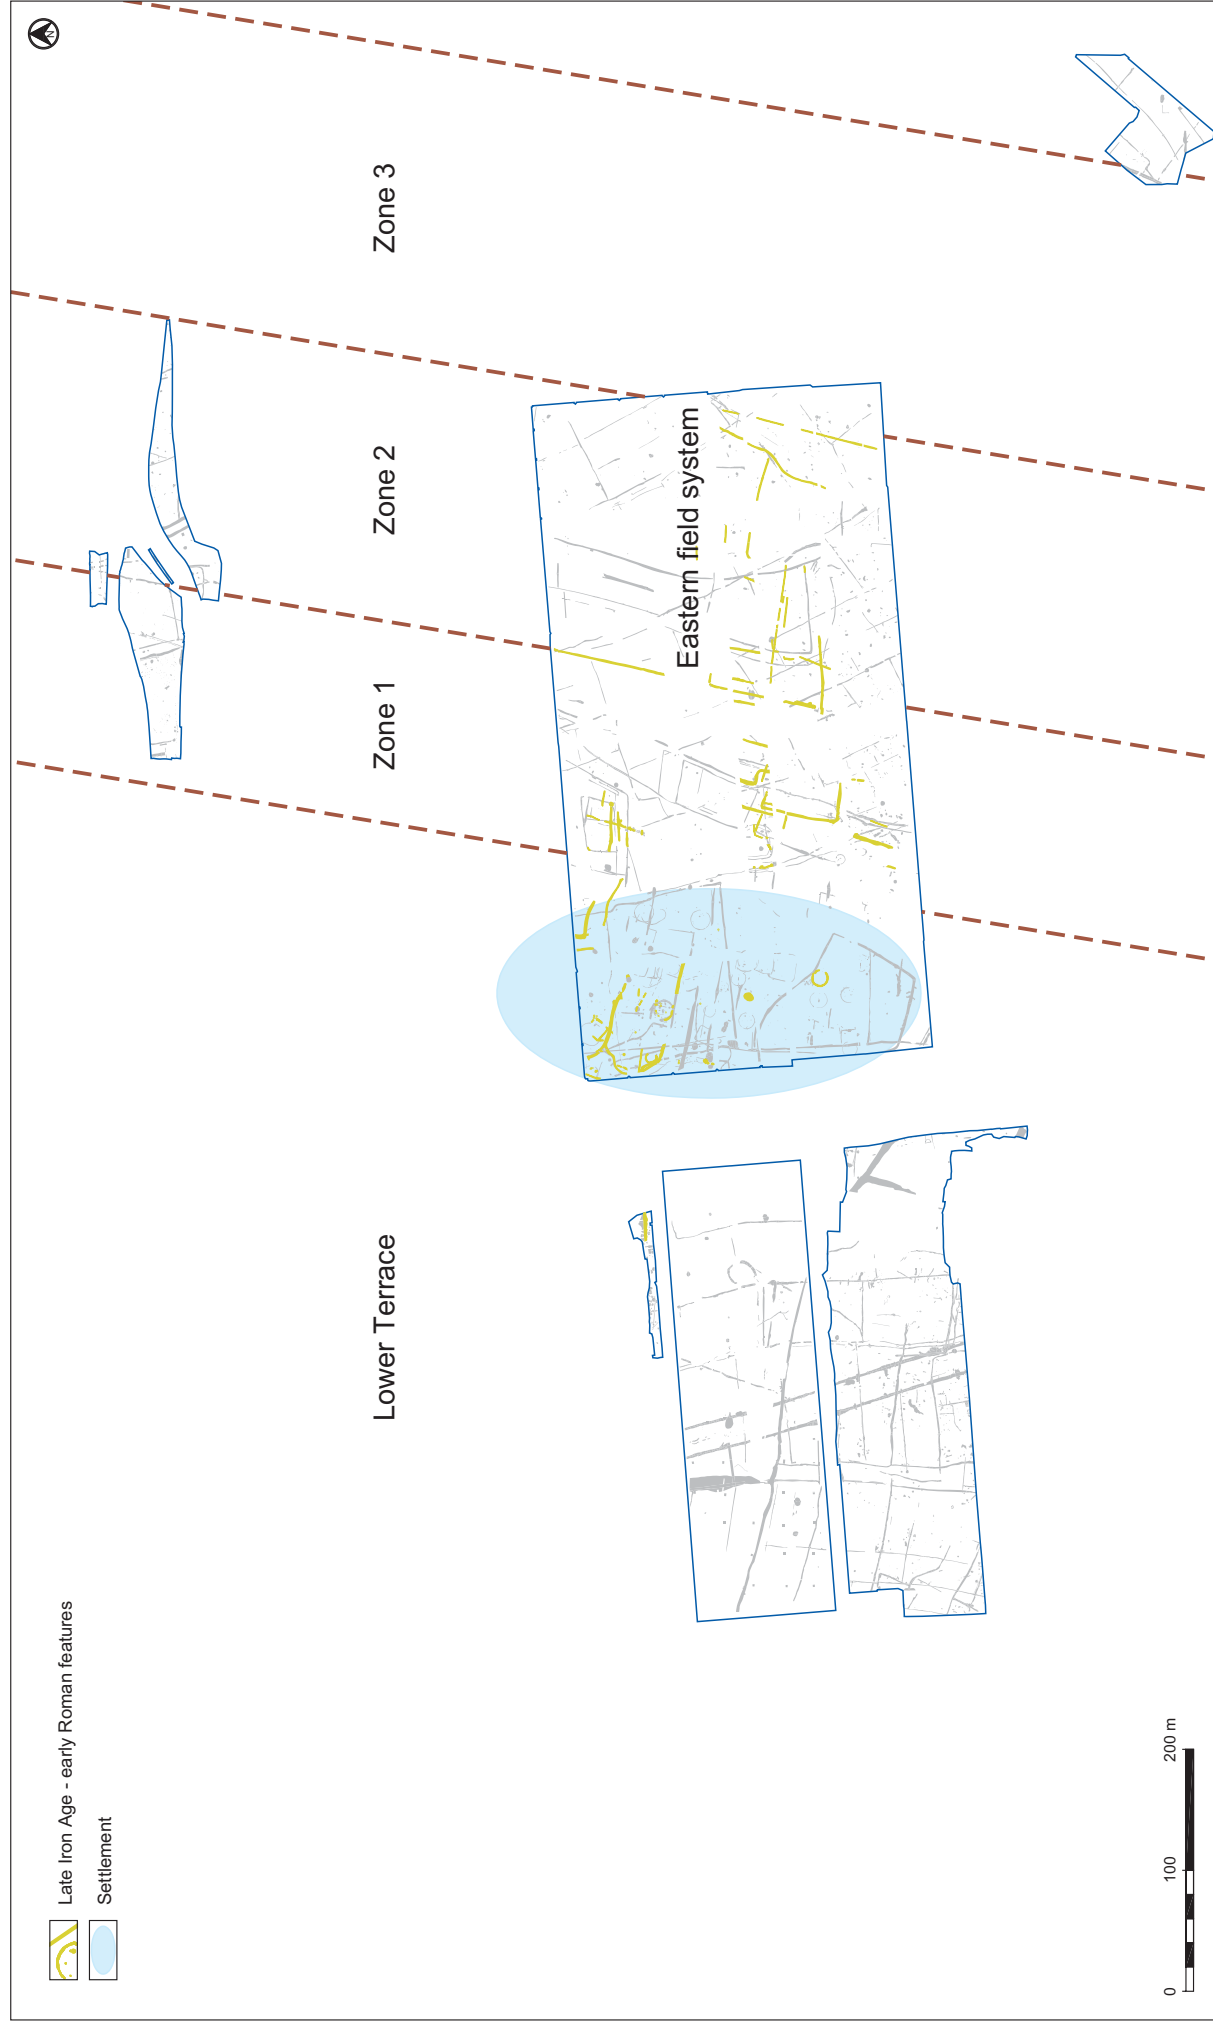 Late Iron Age - early Roman features
Settlement
Lower Terrace
Zone 1
Zone 2
Zone 3
Eastern field system
N
0
100
200 m